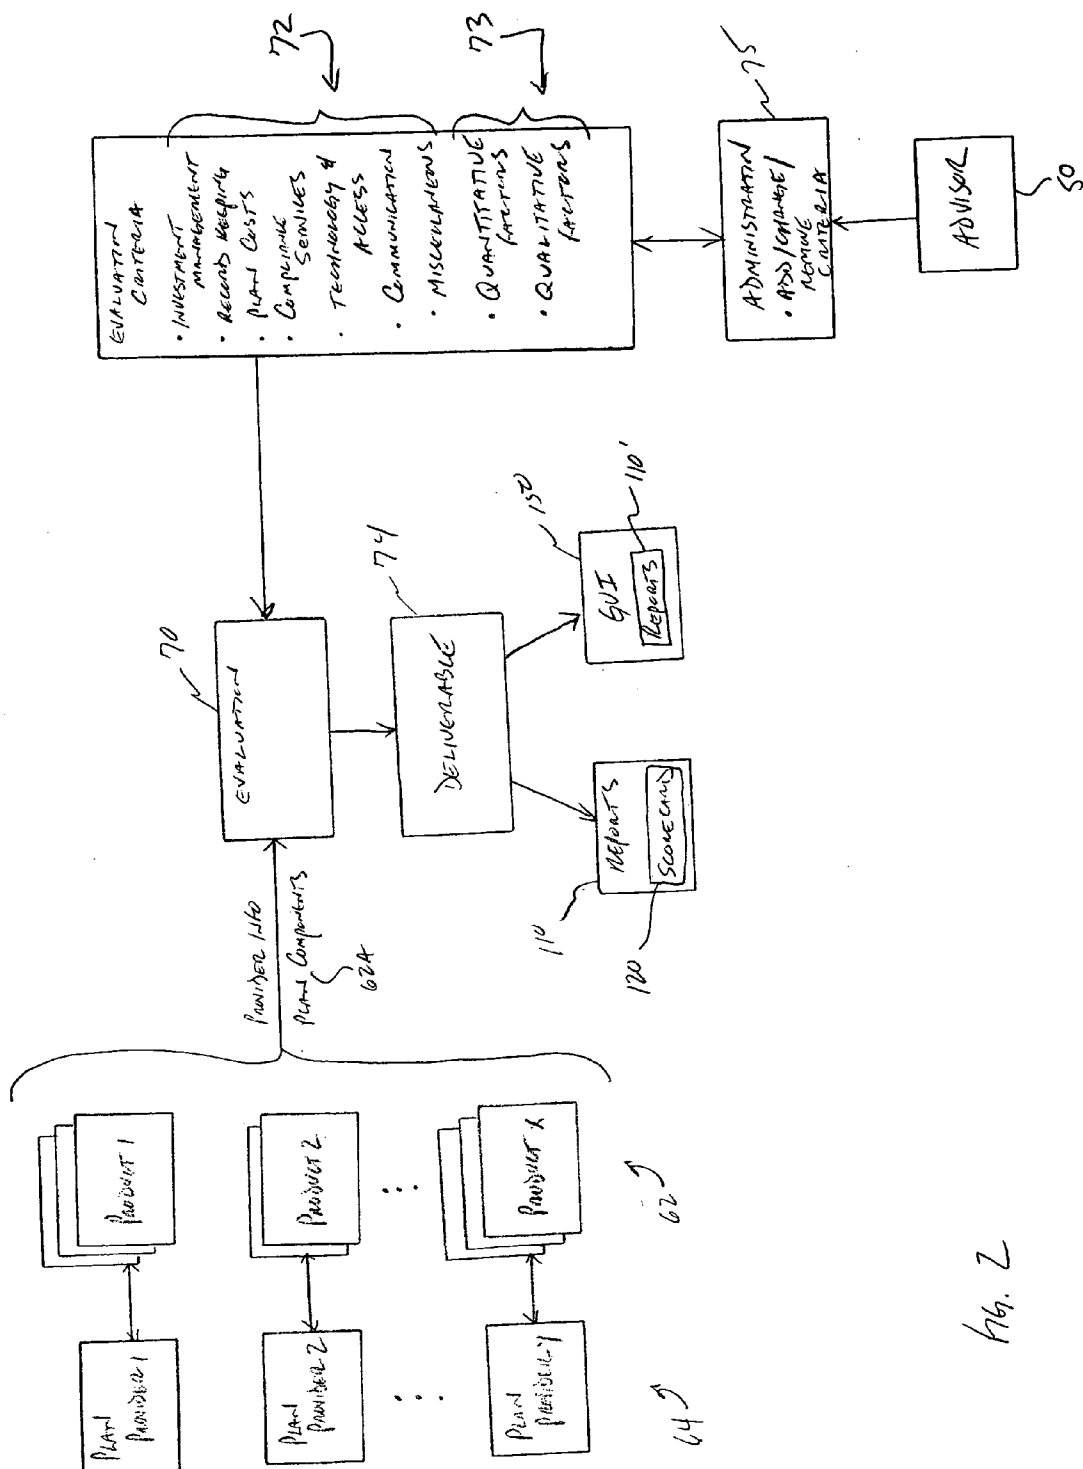 PLAN
PROVIDER 1
PLAN
PROVIDER 2
PLAN
PROVIDER Y
64
PRODUCT 1
PRODUCT 2
PRODUCT X
62
PROVIDER INFO
PLAN COMPONENTS
62A
EVALUATION
70
DELIVERABLE
74
REPORTS
SCORECARD
110
120
GUI
REPORTS
150
110'
EVALUATION
CRITERIA
• INVESTMENT
MANAGEMENT
• RECORD KEEPING
• PLAN COSTS
• COMPLIANCE
SERVICES
• TECHNOLOGY &
ACCESS
• COMMUNICATION
• MISCELLANEOUS
• QUANTITATIVE
FACTORS
• QUALITATIVE
FACTORS
72
73
ADMINISTRATION
• ADD/CHANGE/
REMOVE
CRITERIA
75
ADVISOR
50
FIG. 2